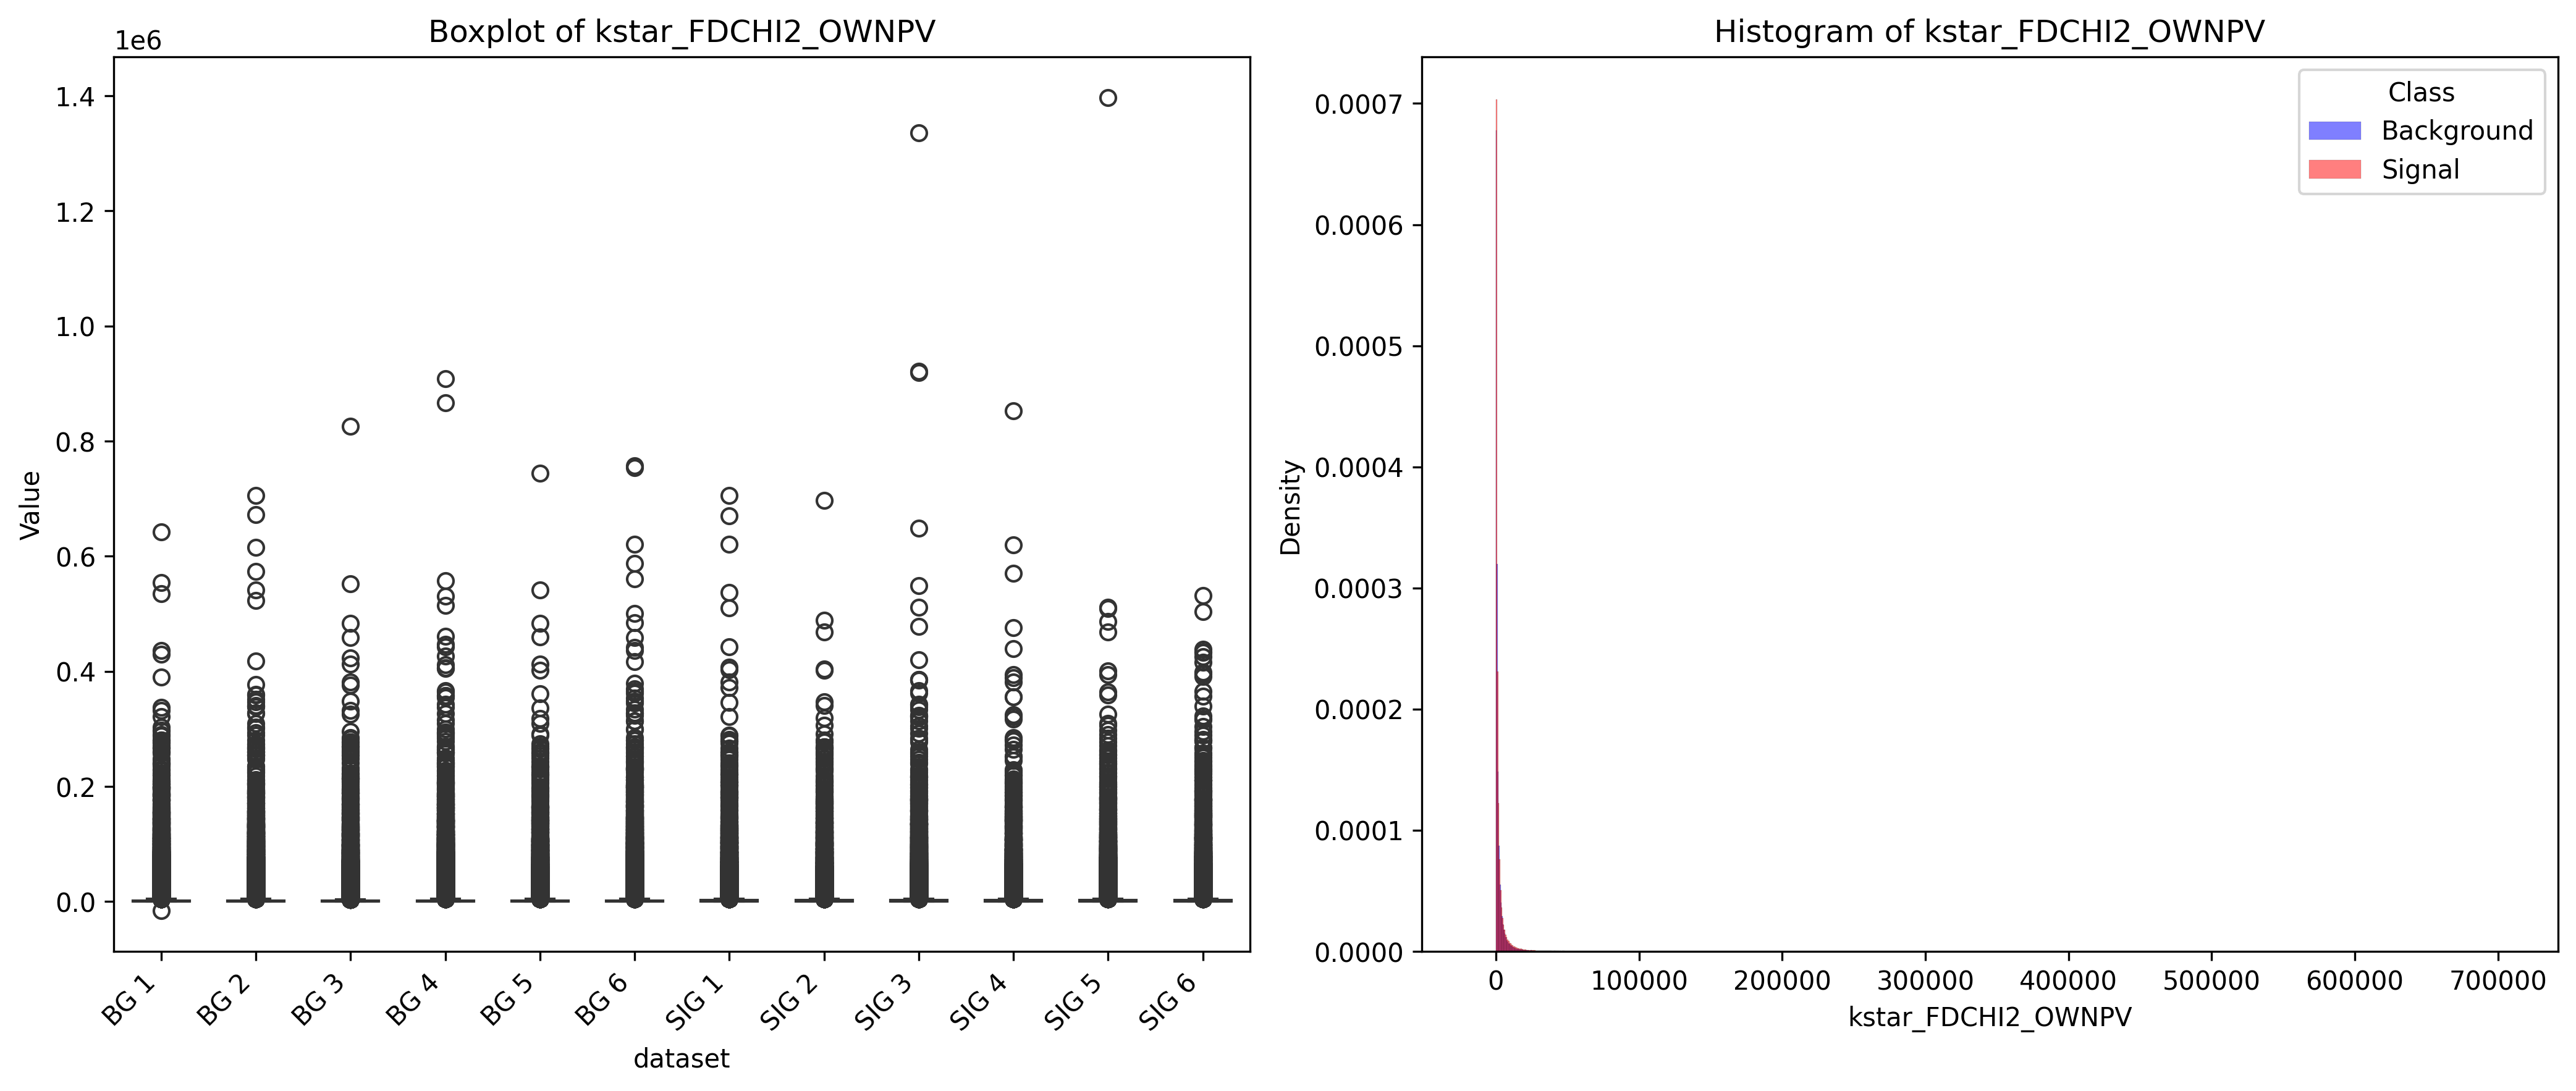 Boxplot of kstar_FDCHI2_OWNPV
1e6
1.4
1.2
1.0
0.8
0.6
0.4
0.2
0.0
Value
BG 1
BG 2
BG 3
BG 4
BG 5
BG 6
SIG 1
SIG 2
SIG 3
SIG 4
SIG 5
SIG 6
dataset
Histogram of kstar_FDCHI2_OWNPV
Class
Background
Signal
0.0007
0.0006
0.0005
0.0004
0.0003
0.0002
0.0001
0.0000
Density
0 100000 200000 300000 400000 500000 600000 700000
kstar_FDCHI2_OWNPV